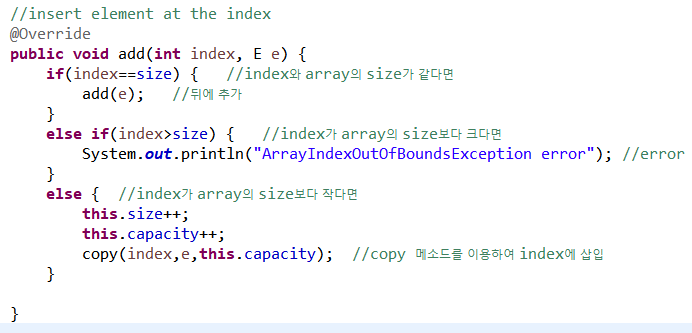 //insert element at the index
@Override
public void add(int index, E e) {
    if(index==size) {   //index와 array의 size가 같다면
        add(e);   //뒤에 추가
    }
    else if(index>size) {   //index가 array의 size보다 크다면
        System.out.println("ArrayIndexOutOfBoundsException error"); //error
    }
    else {  //index가 array의 size보다 작다면
        this.size++;
        this.capacity++;
        copy(index,e,this.capacity);  //copy 메소드를 이용하여 index에 삽입
    }
}